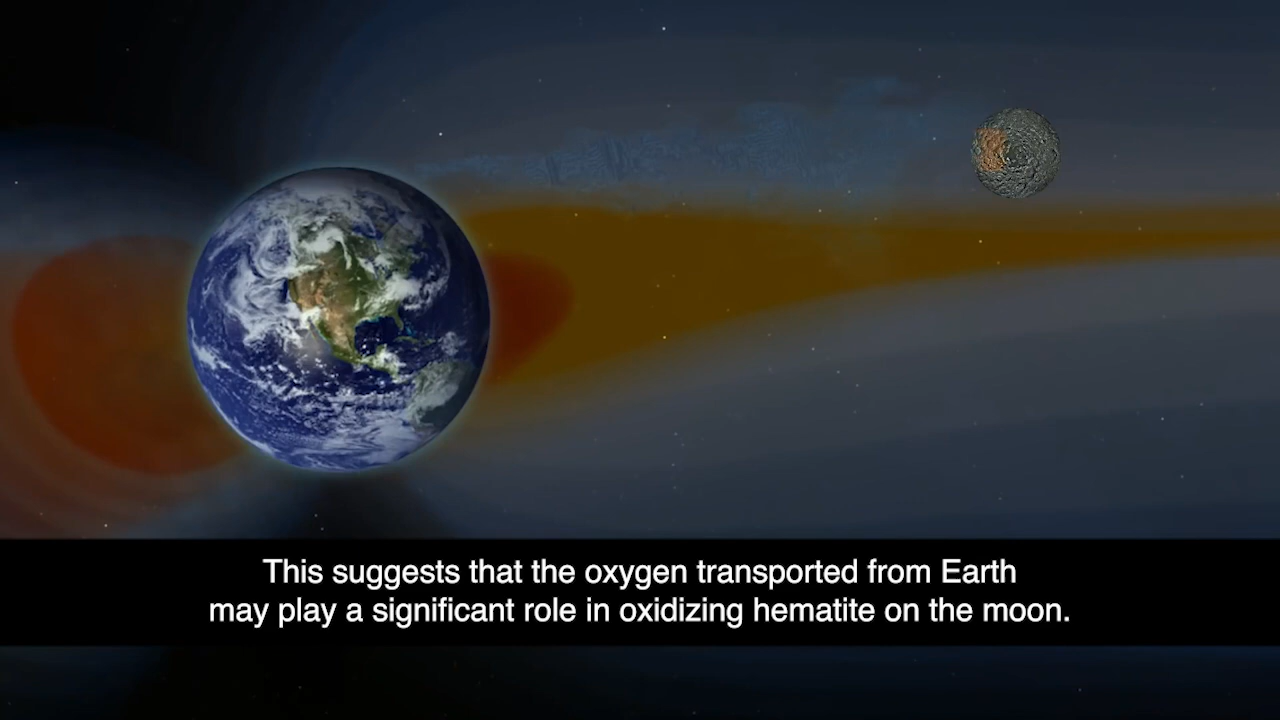 This suggests that the oxygen transported from Earth
may play a significant role in oxidizing hematite on the moon.